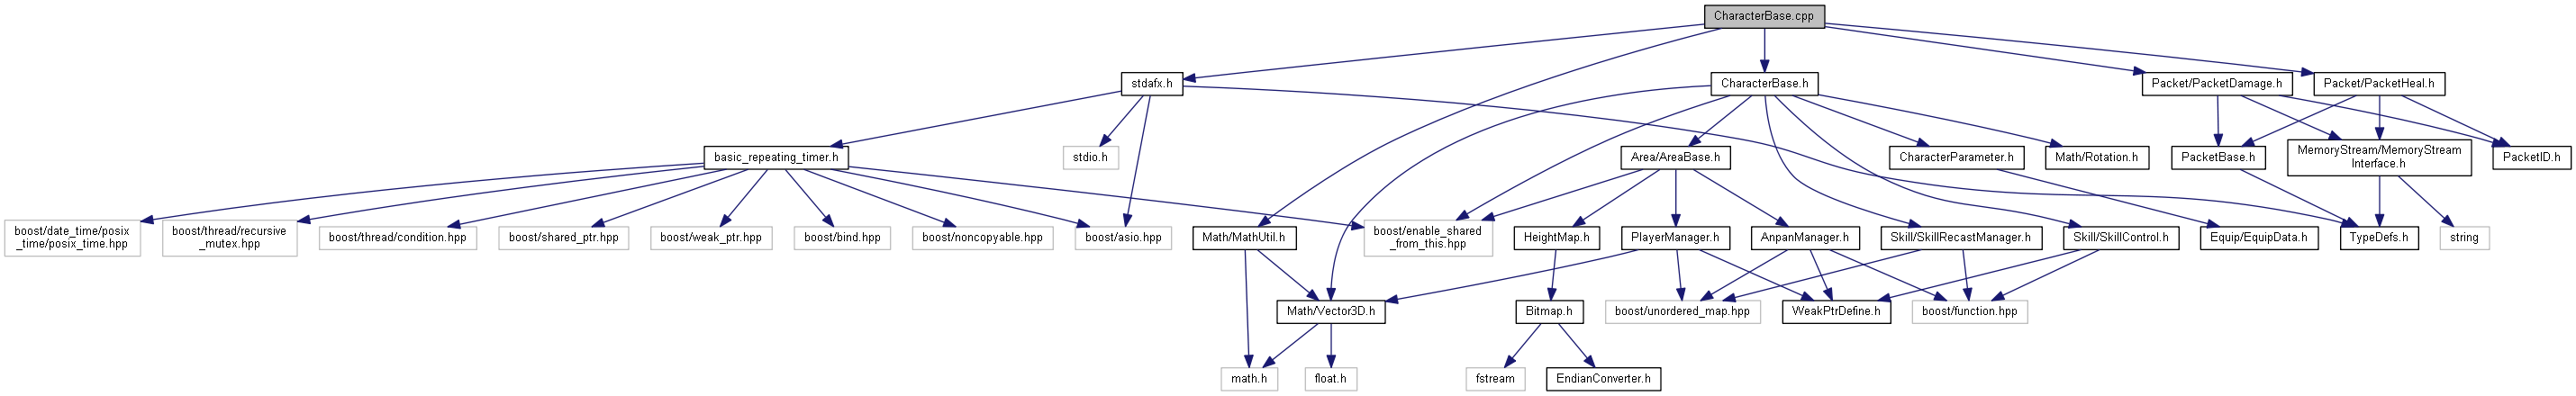 CharacterBase.cpp
stdafx.h
CharacterBase.h
Packet/PacketDamage.h
Packet/PacketHeal.h
basic_repeating_timer.h
stdio.h
Area/AreaBase.h
CharacterParameter.h
Math/Rotation.h
PacketBase.h
MemoryStream/MemoryStream
Interface.h
PacketID.h
boost/date_time/posix
_time/posix_time.hpp
boost/thread/recursive
_mutex.hpp
boost/thread/condition.hpp
boost/shared_ptr.hpp
boost/weak_ptr.hpp
boost/bind.hpp
boost/noncopyable.hpp
boost/asio.hpp
Math/MathUtil.h
boost/enable_shared
_from_this.hpp
HeightMap.h
PlayerManager.h
AnpanManager.h
Skill/SkillRecastManager.h
Skill/SkillControl.h
Equip/EquipData.h
TypeDefs.h
string
Math/Vector3D.h
Bitmap.h
boost/unordered_map.hpp
WeakPtrDefine.h
boost/function.hpp
math.h
float.h
fstream
EndianConverter.h